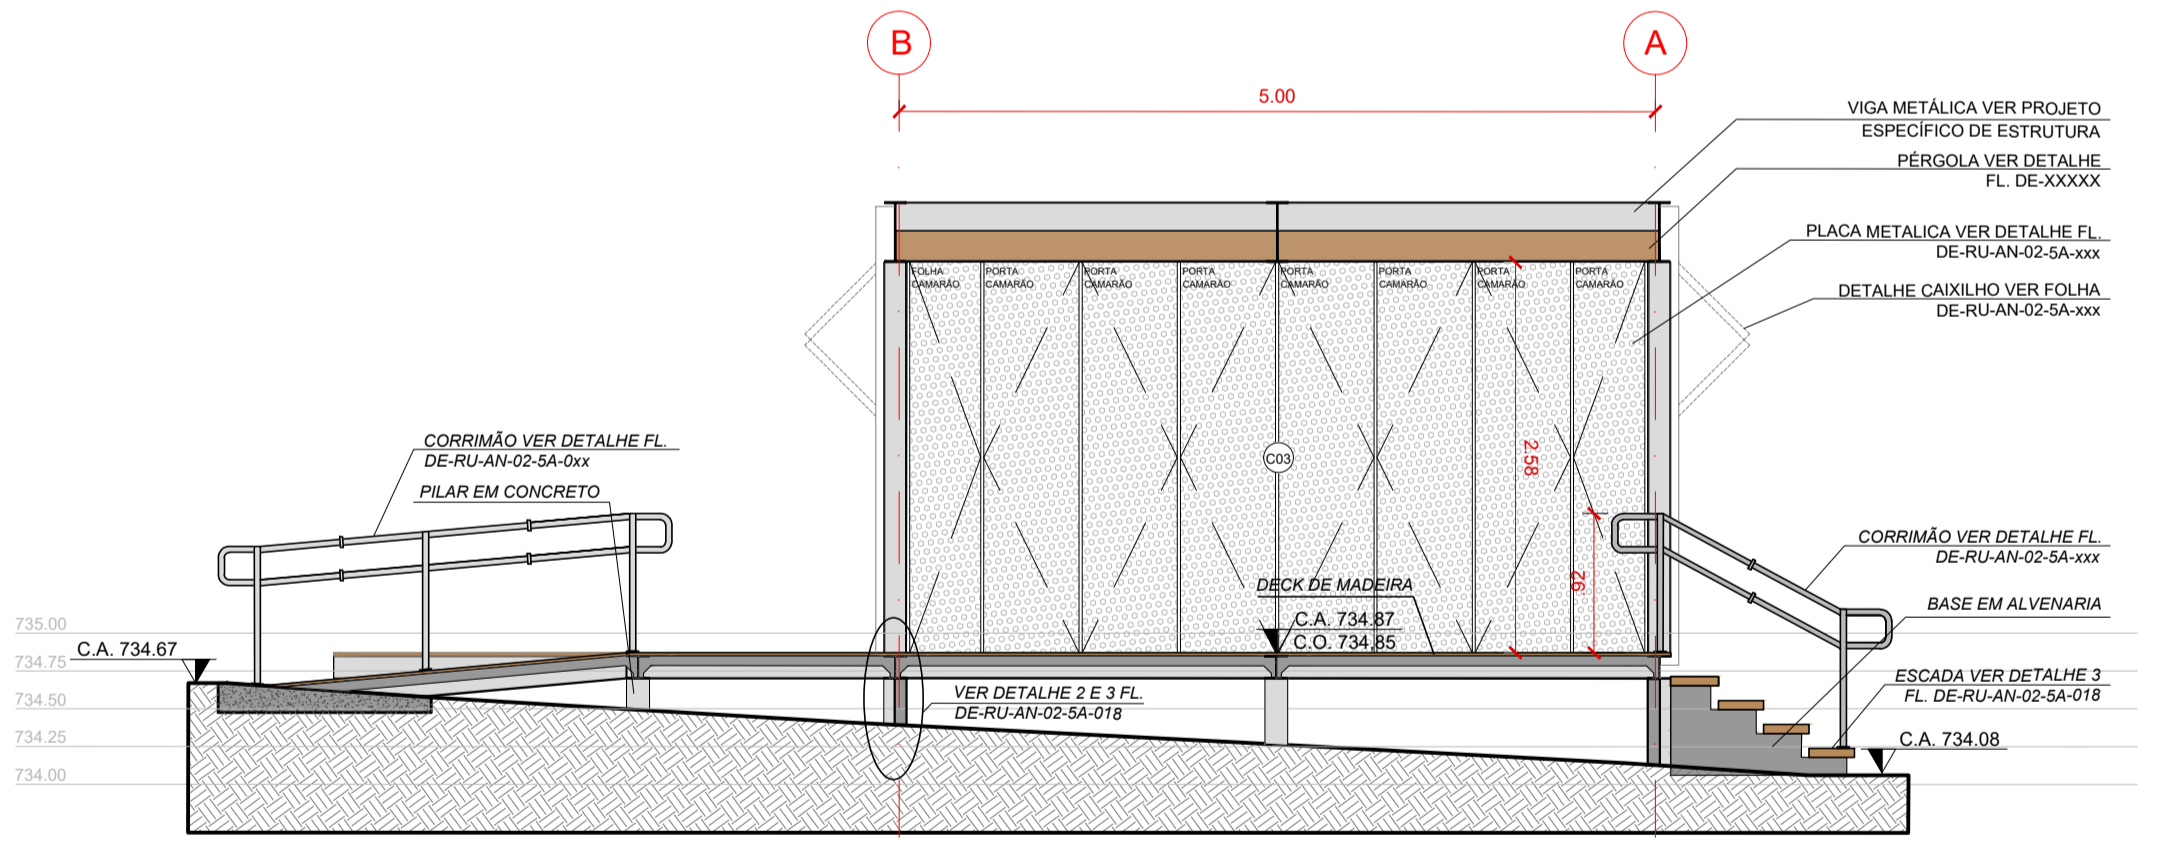 B
A
5.00
VIGA METÁLICA VER PROJETO
ESPECÍFICO DE ESTRUTURA
PÉRGOLA VER DETALHE
FL. DE-XXXXX
PLACA METALICA VER DETALHE FL.
DE-RU-AN-02-5A-xxx
DETALHE CAIXILHO VER FOLHA
DE-RU-AN-02-5A-xxx
FOLHA
CAMARÃO
PORTA
CAMARÃO
PORTA
CAMARÃO
PORTA
CAMARÃO
PORTA
CAMARÃO
PORTA
CAMARÃO
PORTA
CAMARÃO
PORTA
CAMARÃO
C03
2.58
92
CORRIMÃO VER DETALHE FL.
DE-RU-AN-02-5A-0xx
PILAR EM CONCRETO
CORRIMÃO VER DETALHE FL.
DE-RU-AN-02-5A-xxx
BASE EM ALVENARIA
DECK DE MADEIRA
C.A. 734.87
C.O. 734.85
735.00
734.75
734.50
734.25
734.00
C.A. 734.67
VER DETALHE 2 E 3 FL.
DE-RU-AN-02-5A-018
ESCADA VER DETALHE 3
FL. DE-RU-AN-02-5A-018
C.A. 734.08